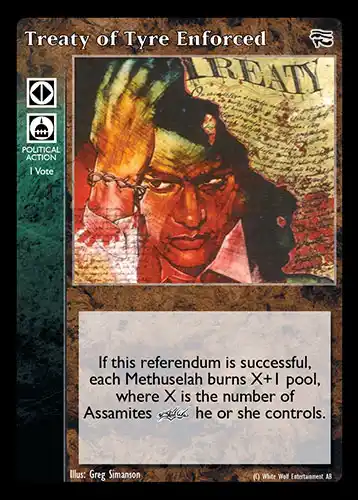 Treaty of Tyre Enforced
TREATY
POLITICAL
ACTION
1 Vote
If this referendum is successful,
each Methuselah burns X+1 pool,
where X is the number of
Assamites he or she controls.
Illus: Greg Simanson
(C) White Wolf Entertainment AB